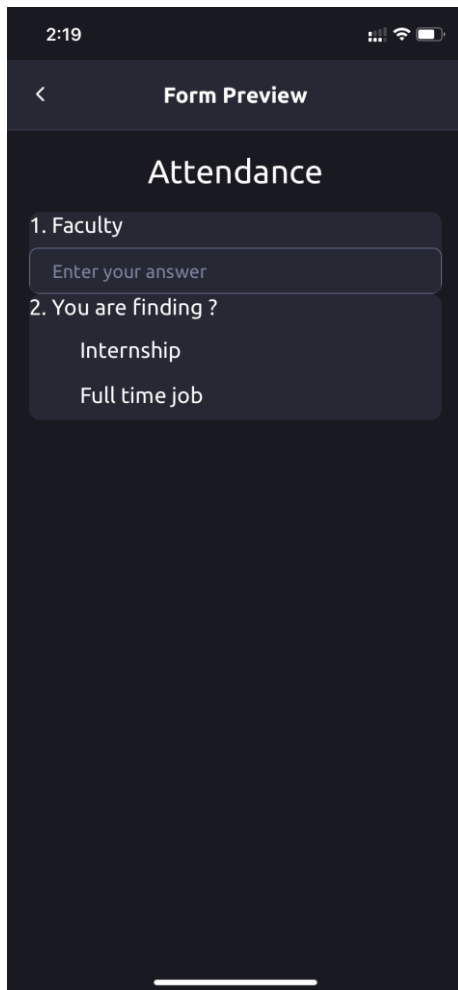 2:19
Form Preview
Attendance
1. Faculty
Enter your answer
2. You are finding ?
Internship
Full time job